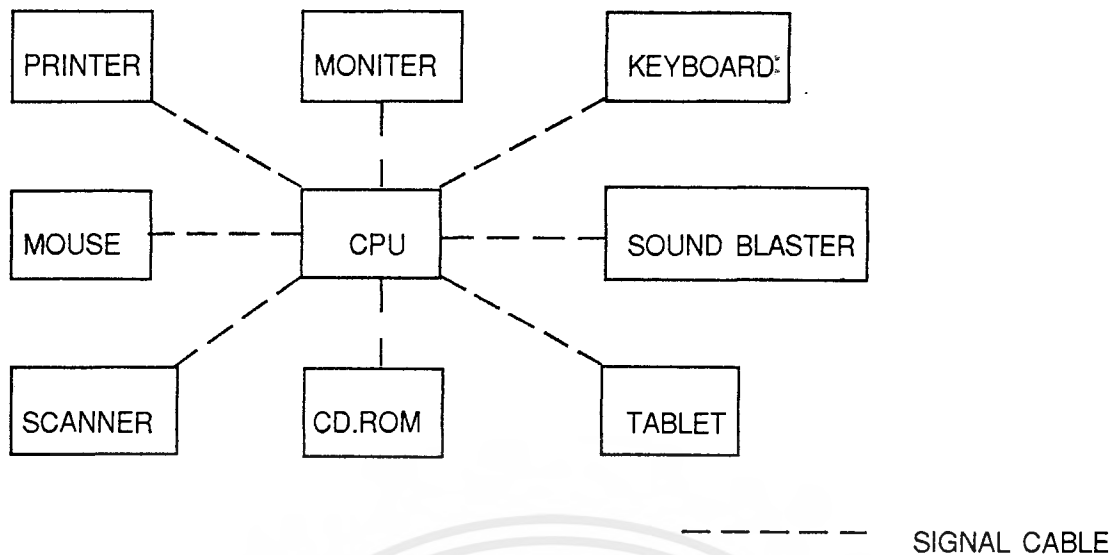 PRINTER
MONITER
KEYBOARD
MOUSE
CPU
SOUND BLASTER
SCANNER
CD.ROM
TABLET
SIGNAL CABLE